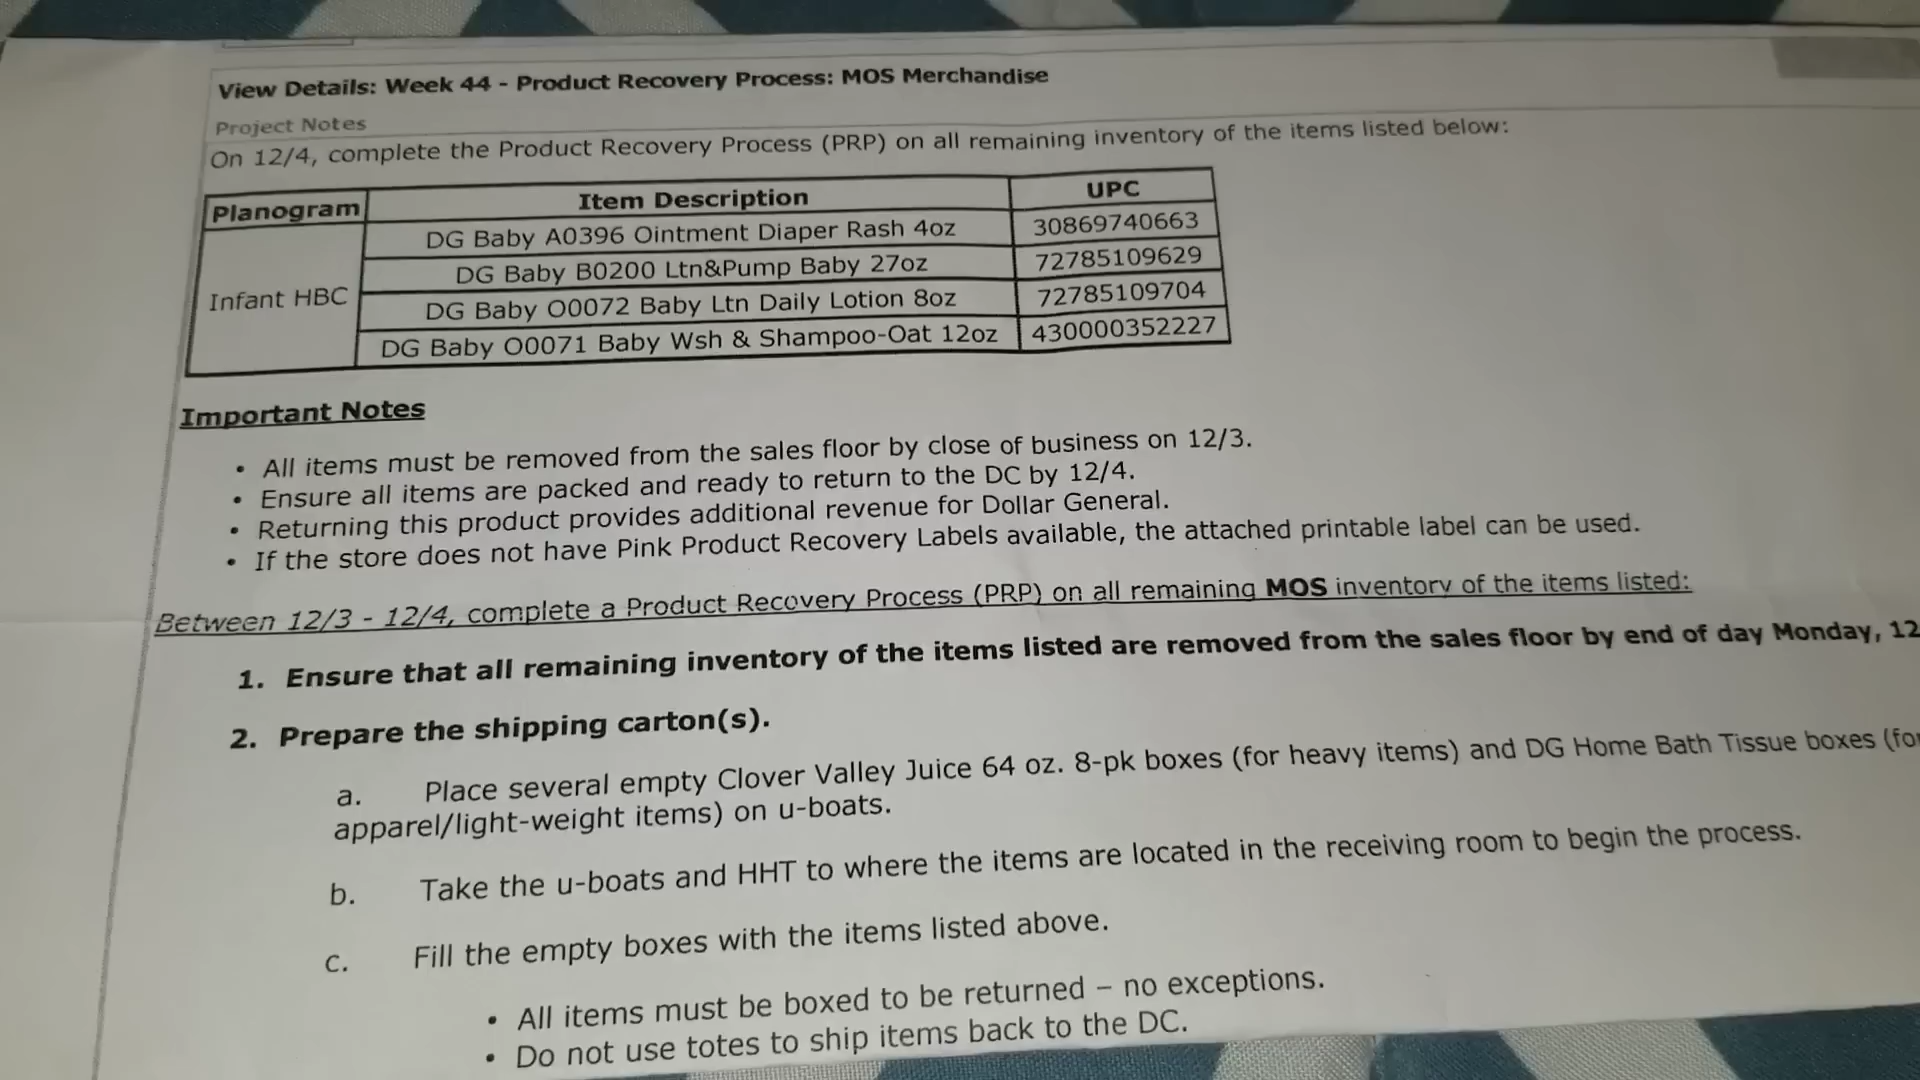 View Details: Week 44 - Product Recovery Process: MOS Merchandise
Project Notes
On 12/4, complete the Product Recovery Process (PRP) on all remaining inventory of the items listed below:
Planogram Item Description UPC
Infant HBC
DG Baby A0396 Ointment Diaper Rash 4oz 30869740663
DG Baby B0200 Ltn&Pump Baby 27oz 72785109629
DG Baby O0072 Baby Ltn Daily Lotion 8oz 72785109704
DG Baby O0071 Baby Wsh & Shampoo-Oat 12oz 430000352227
Important Notes
• All items must be removed from the sales floor by close of business on 12/3.
• Ensure all items are packed and ready to return to the DC by 12/4.
• Returning this product provides additional revenue for Dollar General.
• If the store does not have Pink Product Recovery Labels available, the attached printable label can be used.
Between 12/3 - 12/4, complete a Product Recovery Process (PRP) on all remaining MOS inventory of the items listed:
1. Ensure that all remaining inventory of the items listed are removed from the sales floor by end of day Monday, 12
2. Prepare the shipping carton(s).
a. Place several empty Clover Valley Juice 64 oz. 8-pk boxes (for heavy items) and DG Home Bath Tissue boxes (for
apparel/light-weight items) on u-boats.
b. Take the u-boats and HHT to where the items are located in the receiving room to begin the process.
c. Fill the empty boxes with the items listed above.
• All items must be boxed to be returned – no exceptions.
• Do not use totes to ship items back to the DC.